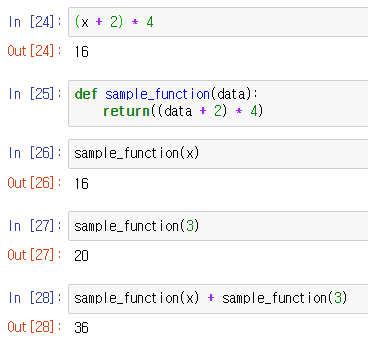 In [24]: (x + 2) * 4
Out[24]: 16
In [25]: def sample_function(data):
    return((data + 2) * 4)
In [26]: sample_function(x)
Out[26]: 16
In [27]: sample_function(3)
Out[27]: 20
In [28]: sample_function(x) + sample_function(3)
Out[28]: 36